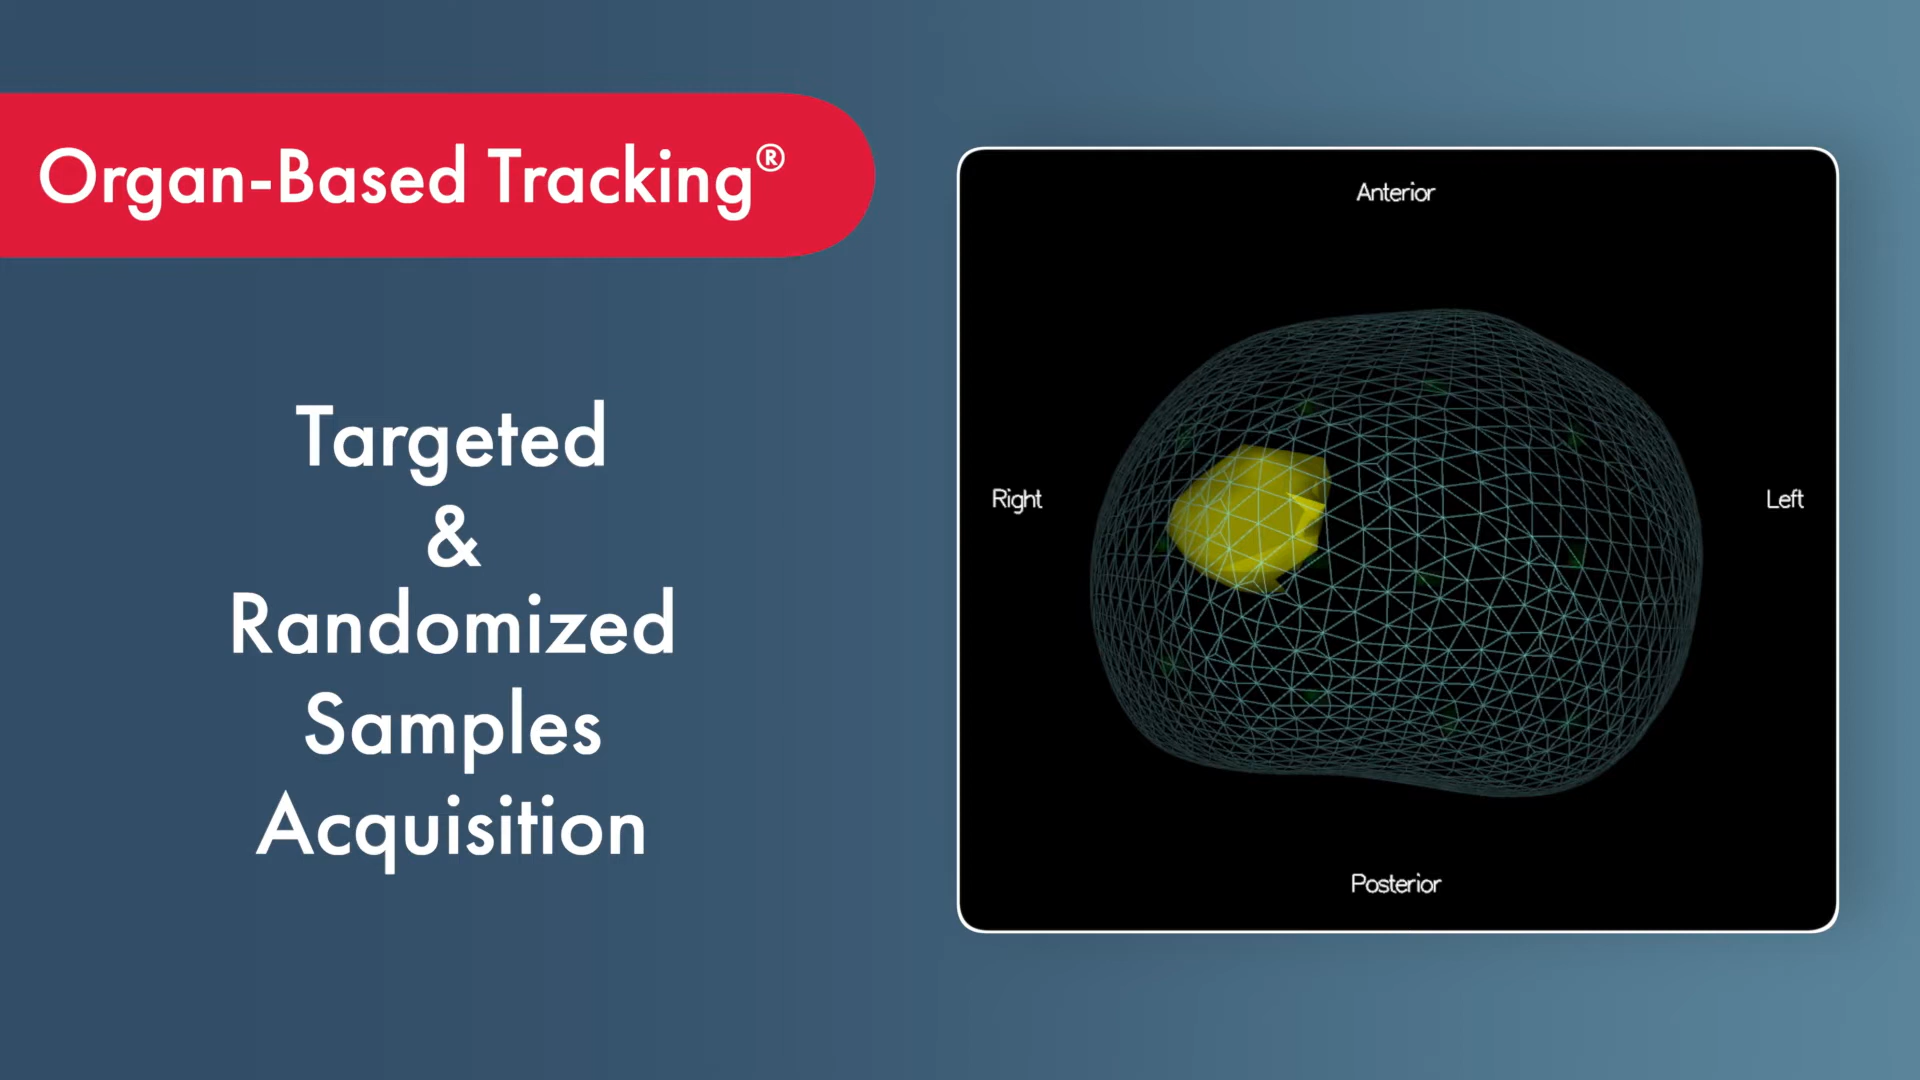 Organ-Based Tracking®
Targeted
&
Randomized
Samples
Acquisition
Anterior
Right
Left
Posterior